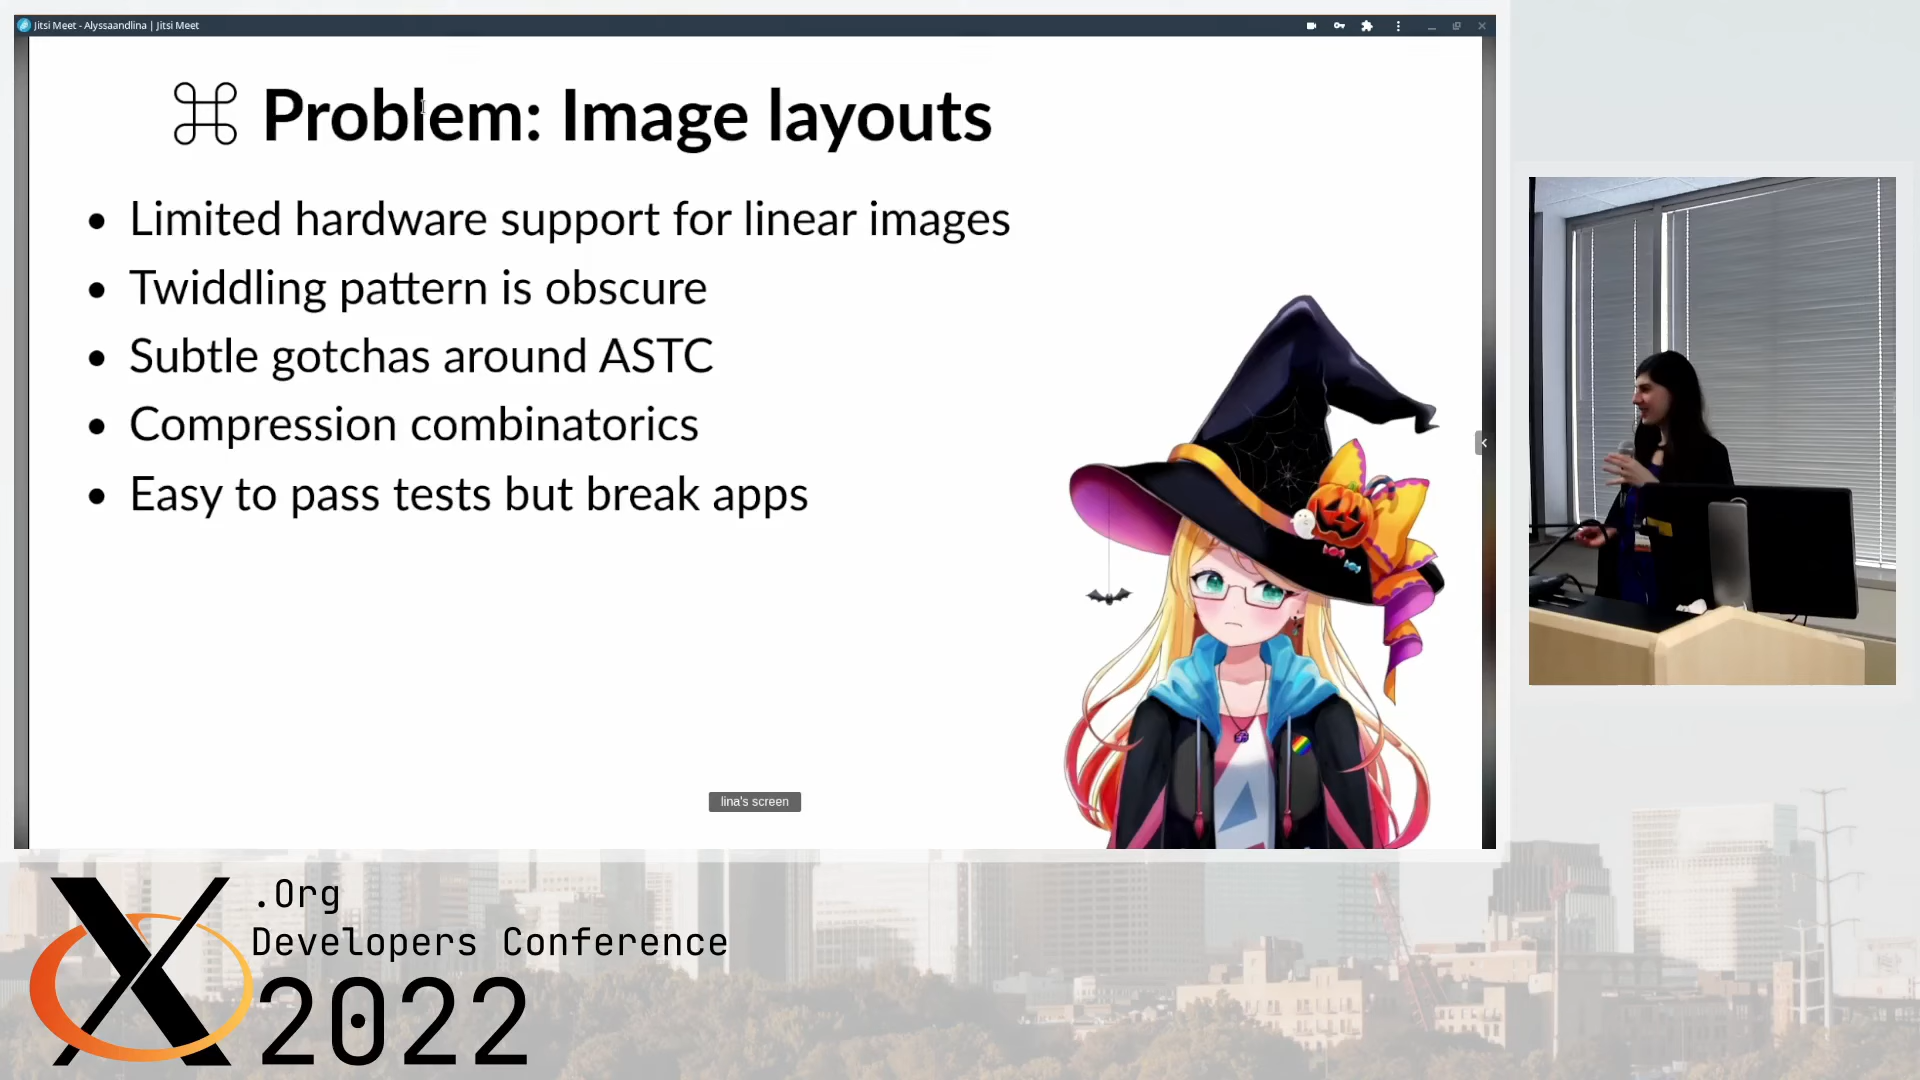 Jitsi Meet - Alyssaandlina | Jitsi Meet
⌘ Problem: Image layouts
• Limited hardware support for linear images
• Twiddling pattern is obscure
• Subtle gotchas around ASTC
• Compression combinatorics
• Easy to pass tests but break apps
lina's screen
X.Org
Developers Conference
2022